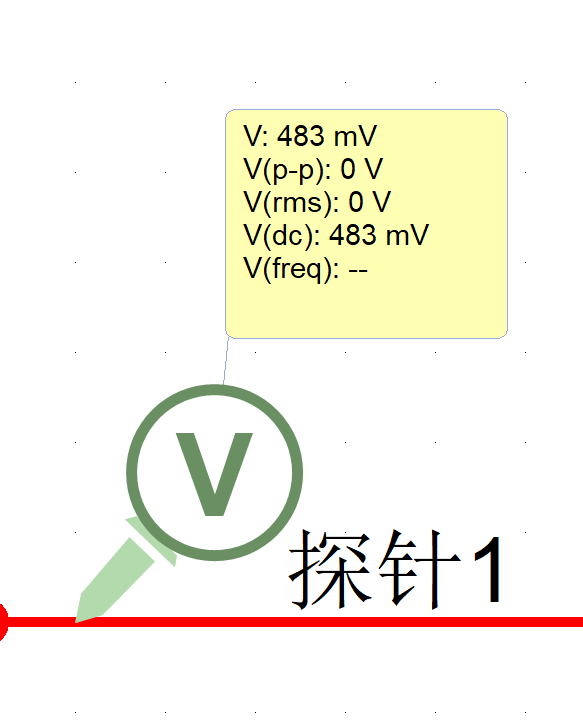 V: 483 mV
V(p-p): 0 V
V(rms): 0 V
V(dc): 483 mV
V(freq): --
V
探针1